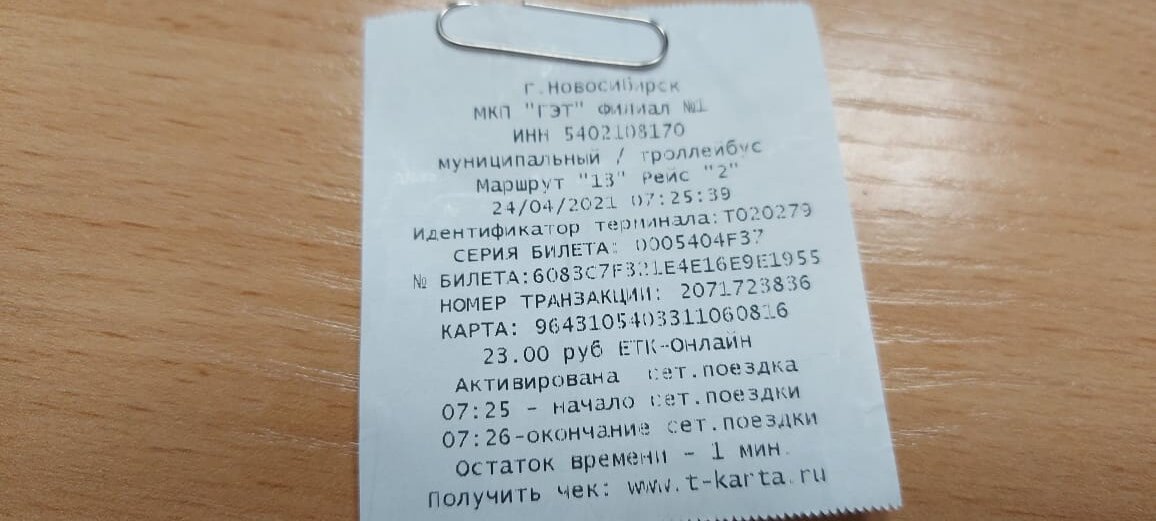 г.Новосибирск
МКП "ГЭТ" Филиал №1
ИНН 5402108170
муниципальный / троллейбус
Маршрут "13" Рейс "2"
24/04/2021 07:25:39
Идентификатор терминала:Т020279
СЕРИЯ БИЛЕТА: 0005404F37
№ БИЛЕТА:6083C7F321E4E16E9E1955
НОМЕР ТРАНЗАКЦИИ: 2071723836
КАРТА: 9643105403311060816
23.00 руб ЕТК-Онлайн
Активирована сет.поездка
07:25 - начало сет.поездки
07:26-окончание сет.поездки
Остаток времени - 1 мин.
Получить чек: www.t-karta.ru